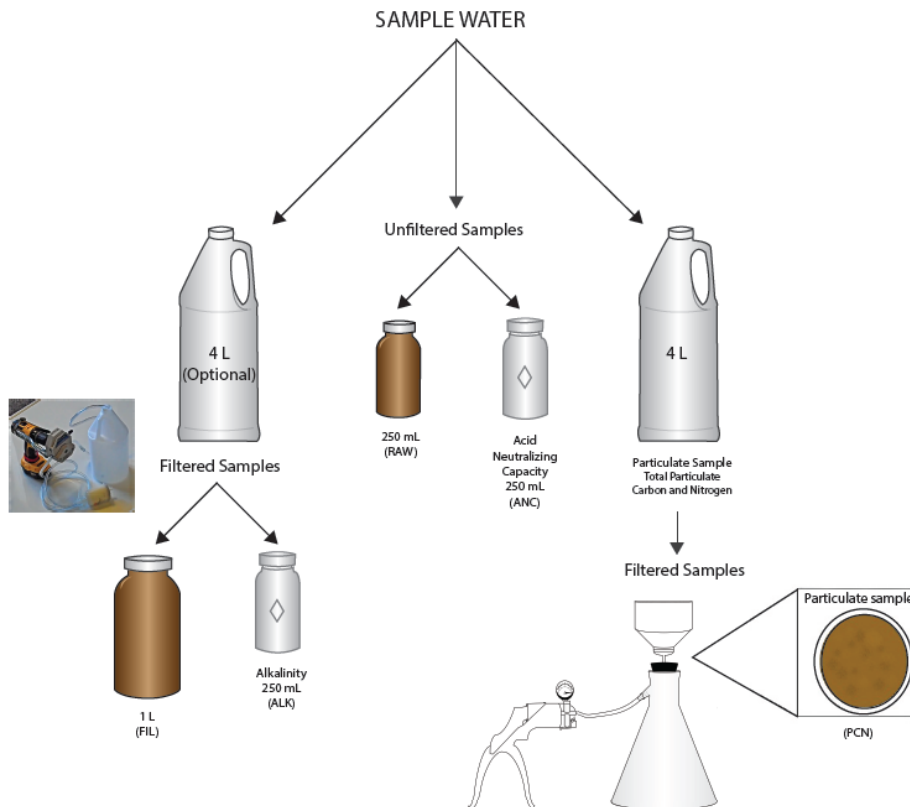 SAMPLE WATER
4 L
(Optional)
Filtered Samples
1 L
(FIL)
Alkalinity
250 mL
(ALK)
Unfiltered Samples
250 mL
(RAW)
Acid
Neutralizing
Capacity
250 mL
(ANC)
4 L
Particulate Sample
Total Particulate
Carbon and Nitrogen
Filtered Samples
Particulate sample
(PCN)